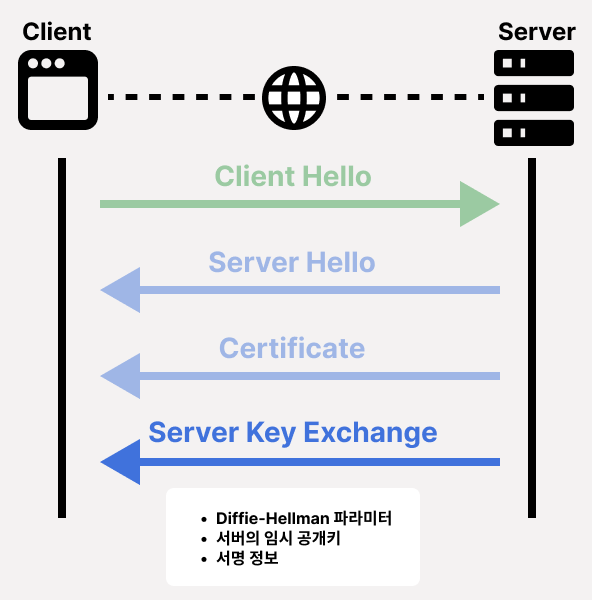 Client
Server
Client Hello
Server Hello
Certificate
Server Key Exchange
• Diffie-Hellman 파라미터
• 서버의 임시 공개키
• 서명 정보